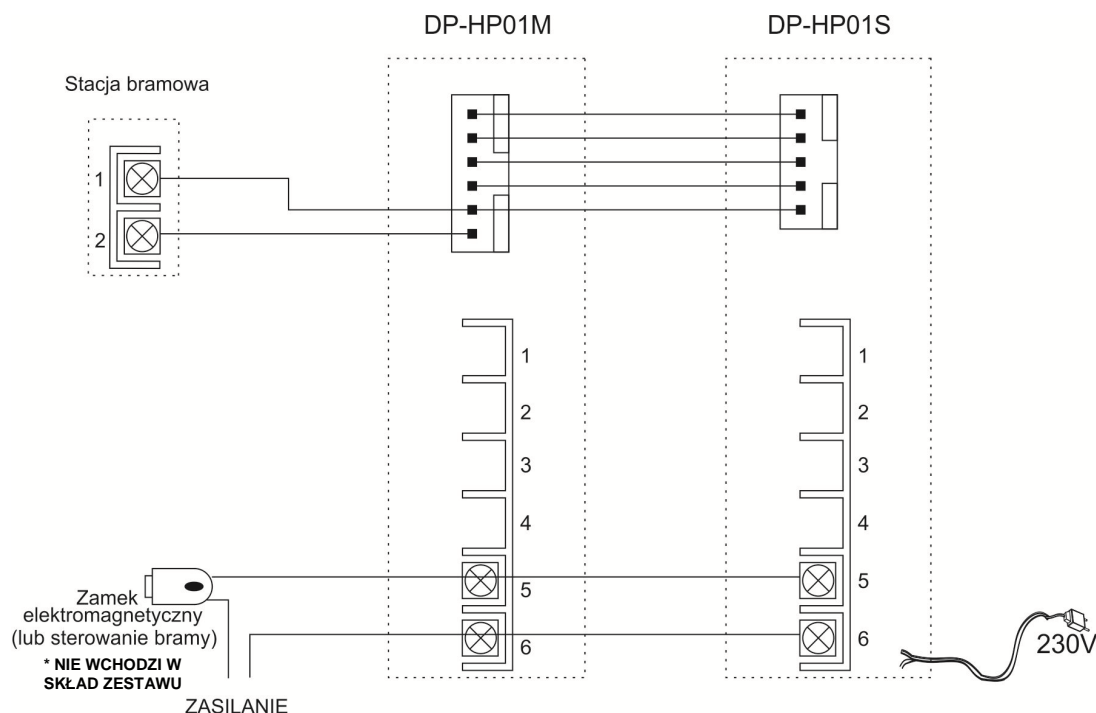 DP-HP01M
DP-HP01S
Stacja bramowa
1
2
1
2
3
4
5
6
1
2
3
4
5
6
Zamek
elektromagnetyczny
(lub sterowanie bramy)
* NIE WCHODZI W
SKŁAD ZESTAWU
ZASILANIE
230V